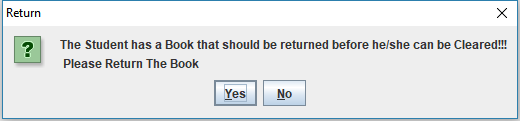 Return
The Student has a Book that should be returned before he/she can be Cleared!!!
Please Return The Book
Yes No